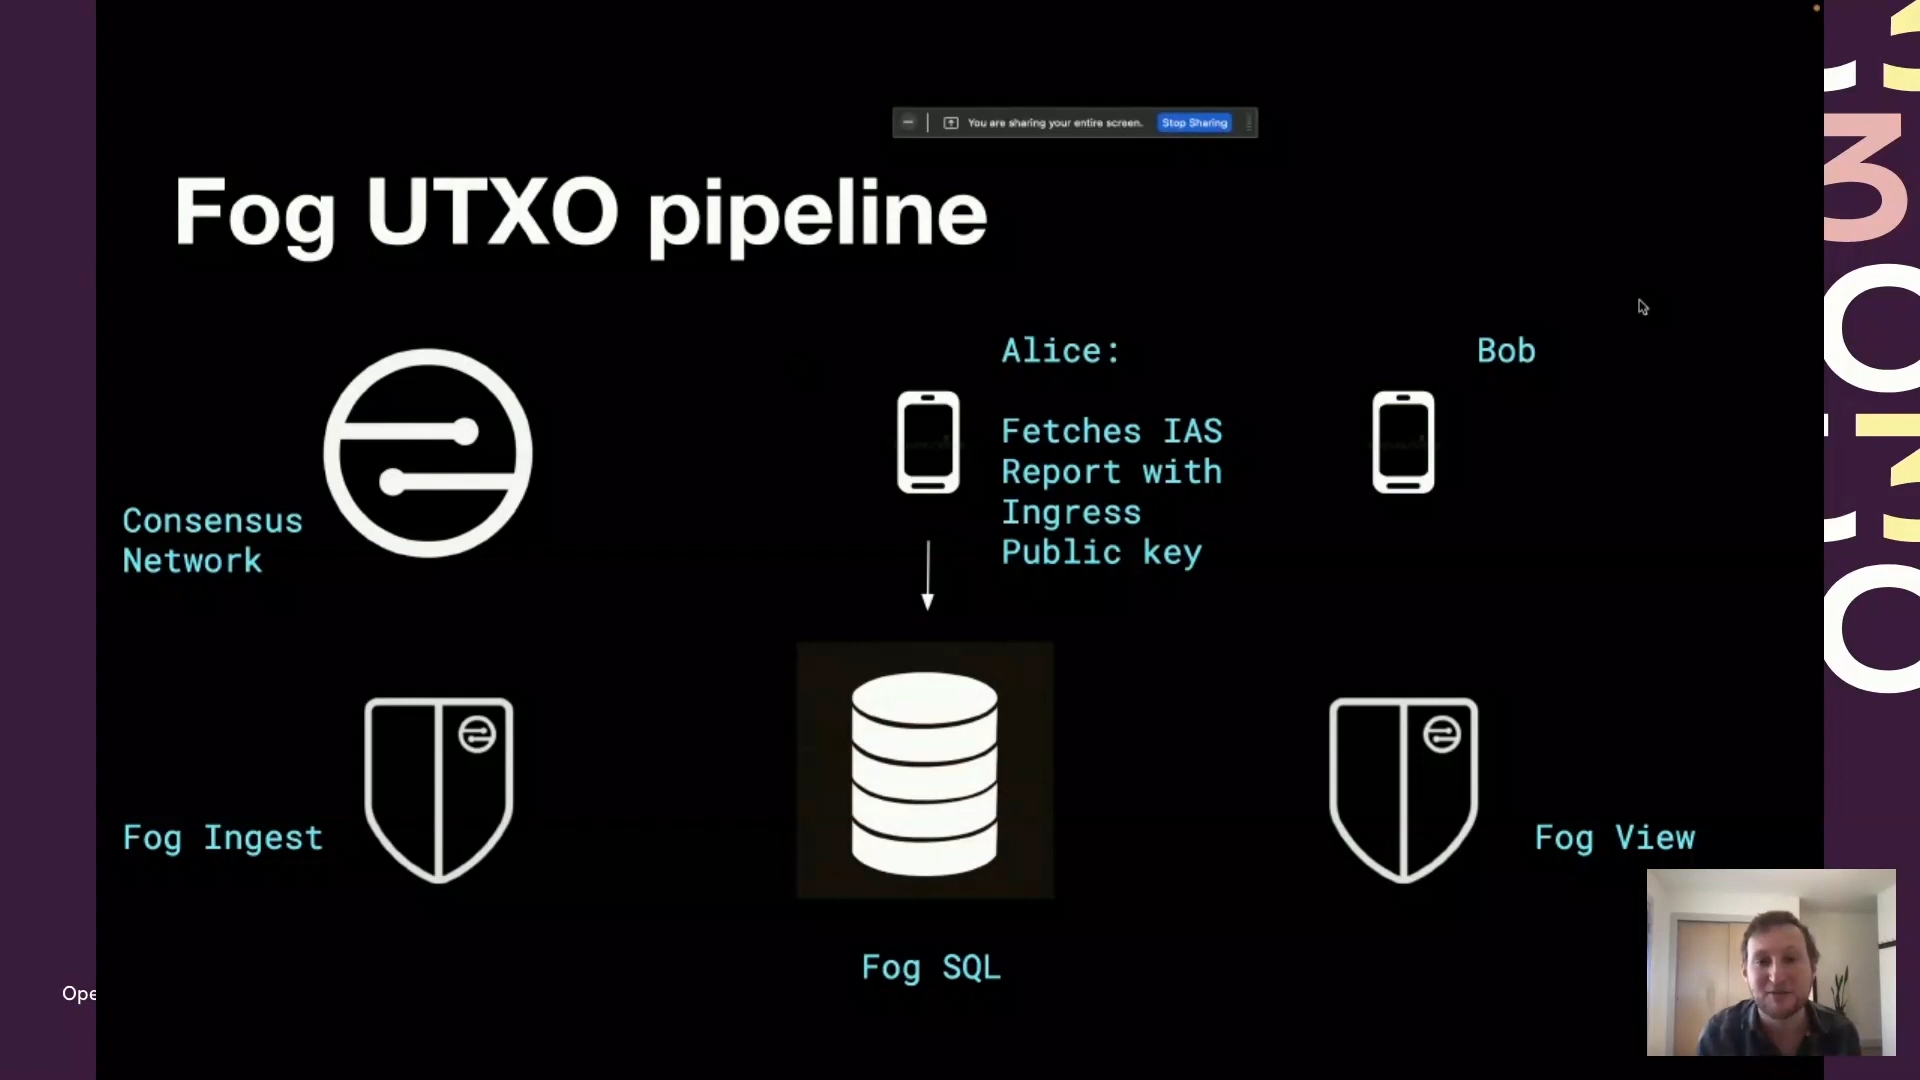 You are sharing your entire screen. Stop Sharing
Fog UTXO pipeline
Alice:
Bob
Fetches IAS
Report with
Ingress
Public key
Consensus
Network
Fog Ingest
Fog View
Fog SQL
Ope